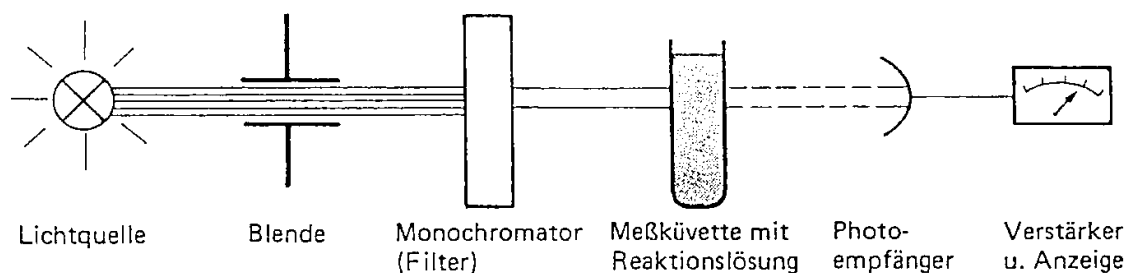 Lichtquelle
Blende
Monochromator
(Filter)
Meßküvette mit
Reaktionslösung
Photo-
empfänger
Verstärker
u. Anzeige